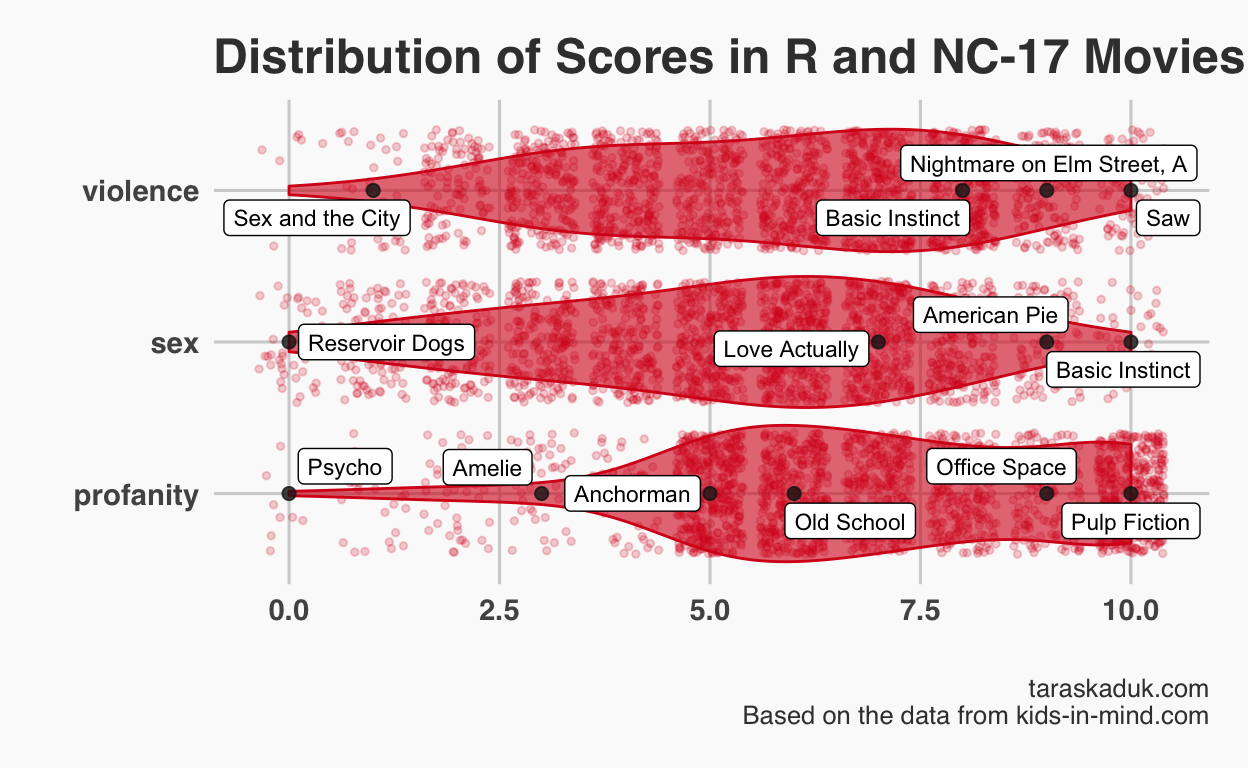 Distribution of Scores in R and NC-17 Movies
violence
Nightmare on Elm Street, A
Sex and the City
Basic Instinct
Saw
sex
American Pie
Reservoir Dogs
Love Actually
Basic Instinct
profanity
Psycho
Amelie
Office Space
Anchorman
Old School
Pulp Fiction
0.0 2.5 5.0 7.5 10.0
taraskaduk.com
Based on the data from kids-in-mind.com